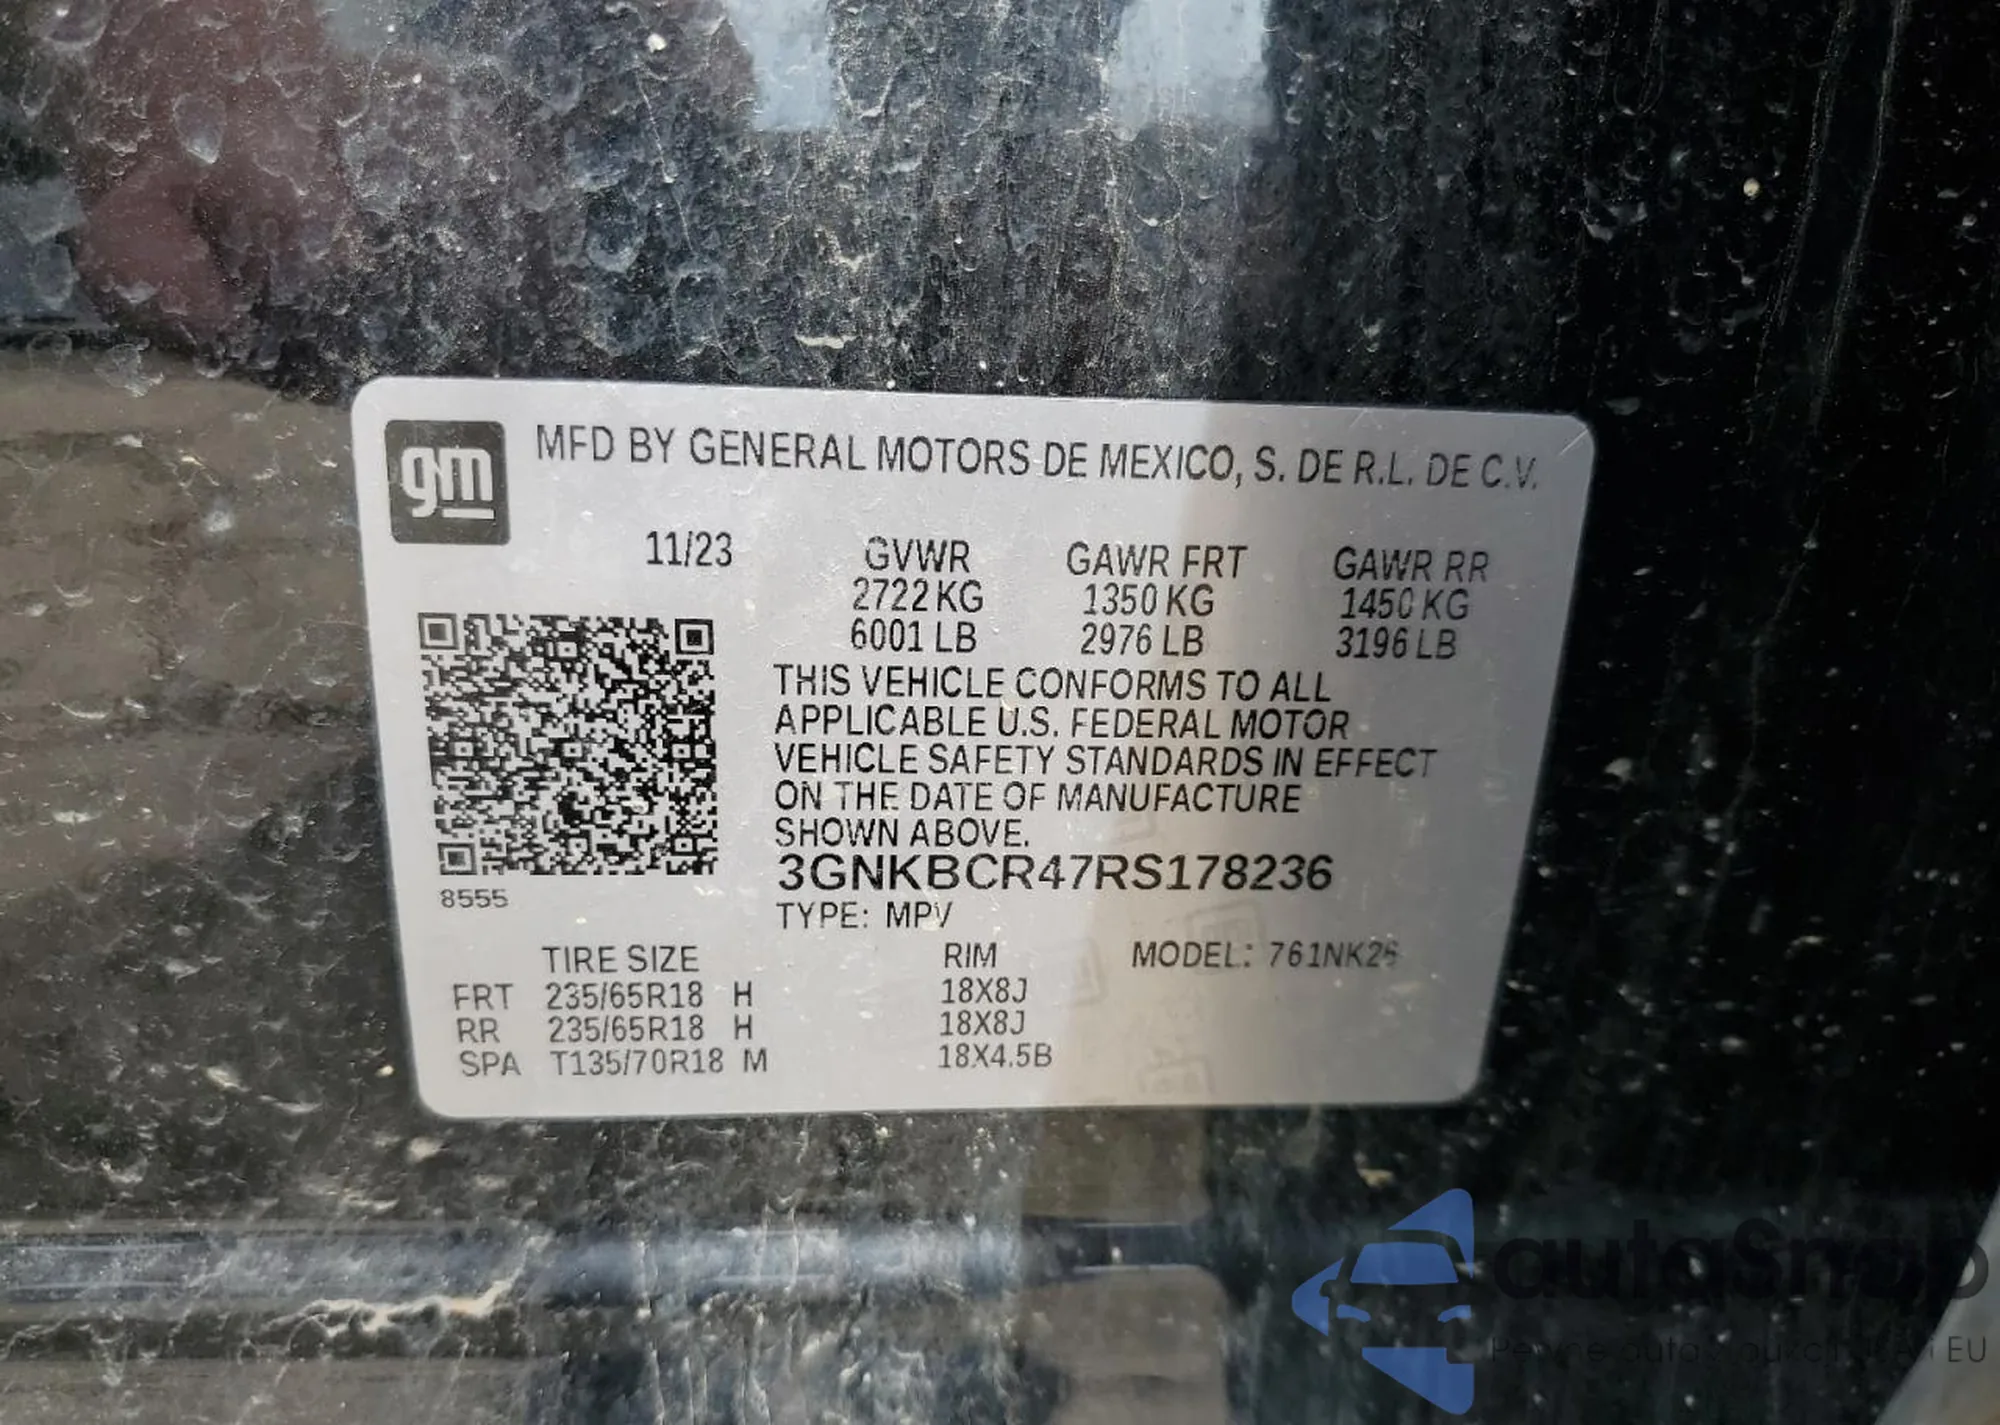 gm
MFD BY GENERAL MOTORS DE MEXICO, S. DE R.L. DE C.V.
11/23 GVWR GAWR FRT GAWR RR
2722 KG 1350 KG 1450 KG
6001 LB 2976 LB 3196 LB
THIS VEHICLE CONFORMS TO ALL
APPLICABLE U.S. FEDERAL MOTOR
VEHICLE SAFETY STANDARDS IN EFFECT
ON THE DATE OF MANUFACTURE
SHOWN ABOVE.
3GNKBCR47RS178236
8555
TYPE: MPV
TIRE SIZE RIM MODEL: 761NK26
FRT 235/65R18 H 18X8J
RR 235/65R18 H 18X8J
SPA T135/70R18 M 18X4.5B
autoSnap
EU